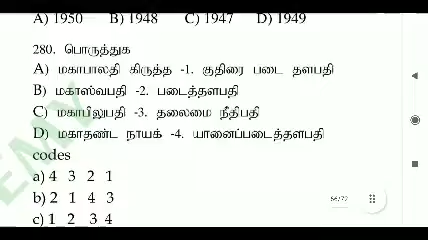 A) 1950 B) 1948 C) 1947 D) 1949
280. பொருத்துக
A) மகாபாலதி கிருத்த -1. குதிரை படை தளபதி
B) மகாஸ்வபதி -2. படைத்தளபதி
C) மகாபிலுபதி -3. தலைமை நீதிபதி
D) மகாதண்ட நாயக் -4. யானைப்படைத்தளபதி
codes
a) 4 3 2 1
b) 2 1 4 3
c) 1 2 3 4
66/72